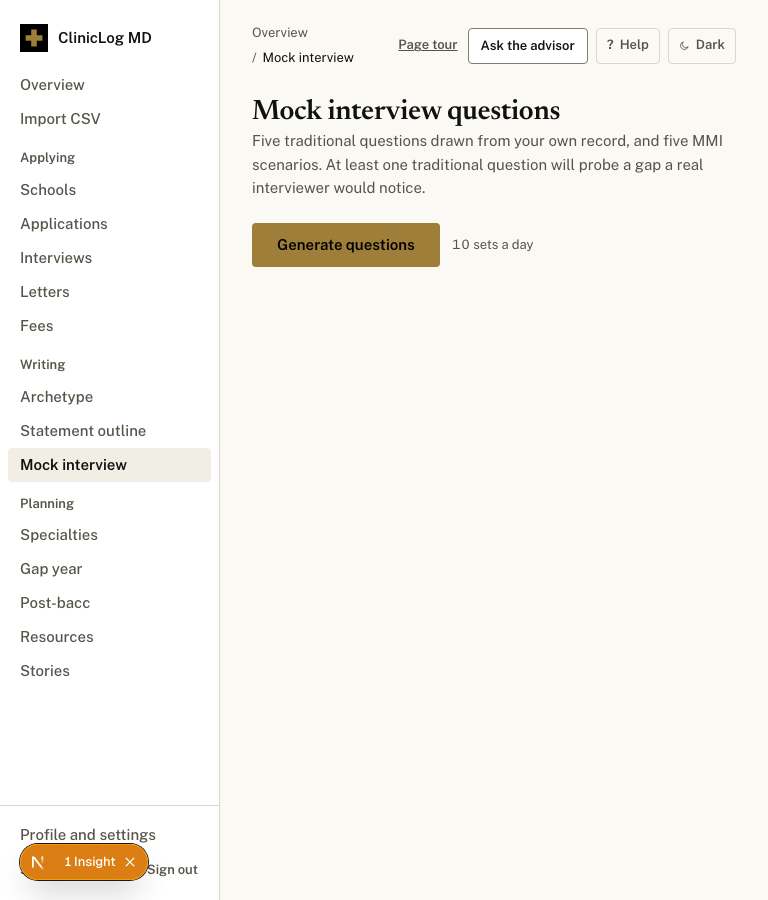 ClinicLog MD
Overview
Import CSV
Applying
Schools
Applications
Interviews
Letters
Fees
Writing
Archetype
Statement outline
Mock interview
Planning
Specialties
Gap year
Post-bacc
Resources
Stories
Profile and settings
1 Insight
Sign out
Overview
/ Mock interview
Page tour
Ask the advisor
? Help
Dark
Mock interview questions
Five traditional questions drawn from your own record, and five MMI
scenarios. At least one traditional question will probe a gap a real
interviewer would notice.
Generate questions
10 sets a day